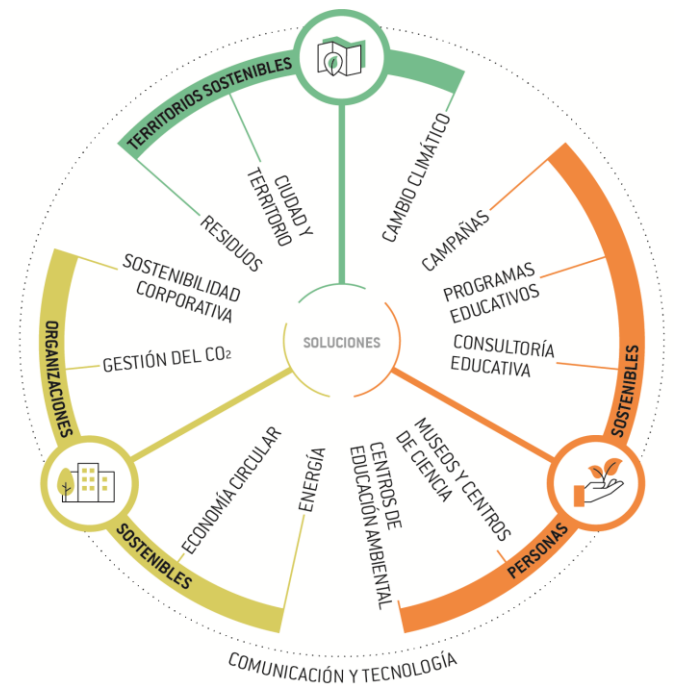 TERRITORIOS SOSTENIBLES
CAMBIO CLIMÁTICO
CIUDAD Y
TERRITORIO
RESIDUOS
CAMPAÑAS
PROGRAMAS
EDUCATIVOS
CONSULTORÍA
EDUCATIVA
MUSEOS Y CENTROS
DE CIENCIA
CENTROS DE
EDUCACIÓN AMBIENTAL
PERSONAS
SOSTENIBLES
SOLUCIONES
SOSTENIBILIDAD
CORPORATIVA
GESTIÓN DEL CO₂
ECONOMÍA CIRCULAR
ENERGÍA
ORGANIZACIONES
SOSTENIBLES
COMUNICACIÓN Y TECNOLOGÍA